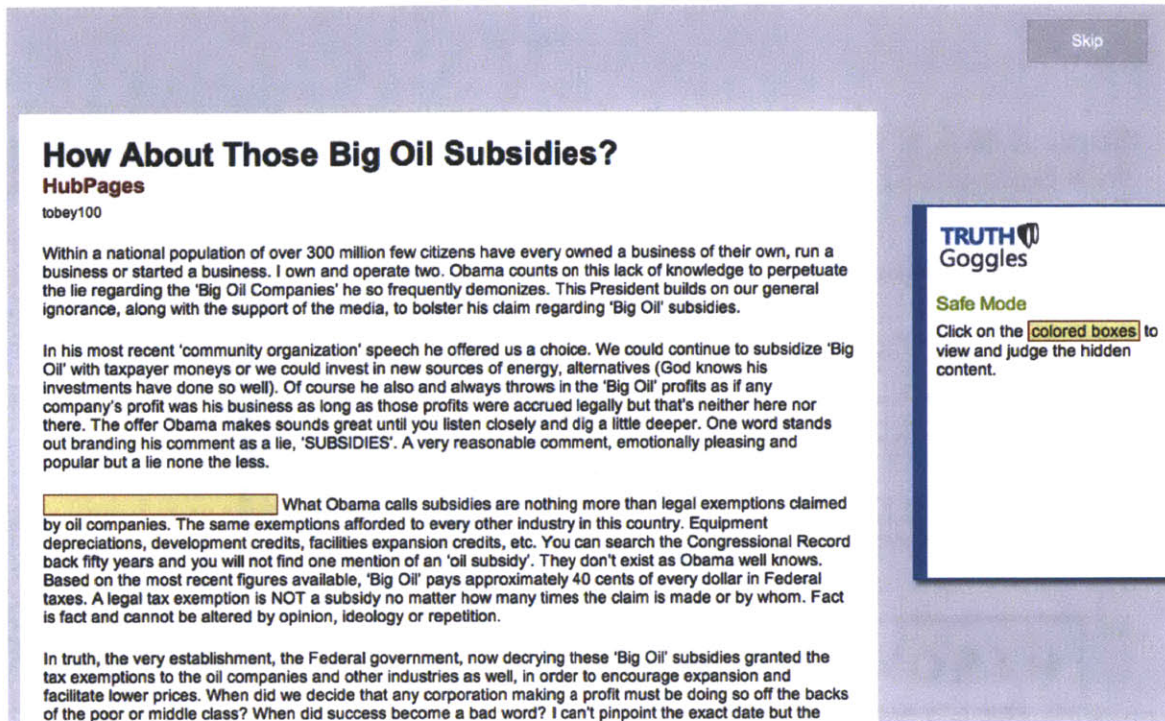 Skip
How About Those Big Oil Subsidies?
HubPages
tobey100
Within a national population of over 300 million few citizens have every owned a business of their own, run a
business or started a business. I own and operate two. Obama counts on this lack of knowledge to perpetuate
the lie regarding the 'Big Oil Companies' he so frequently demonizes. This President builds on our general
ignorance, along with the support of the media, to bolster his claim regarding 'Big Oil' subsidies.
In his most recent 'community organization' speech he offered us a choice. We could continue to subsidize 'Big
Oil' with taxpayer moneys or we could invest in new sources of energy, alternatives (God knows his
investments have done so well). Of course he also and always throws in the 'Big Oil' profits as if any
company's profit was his business as long as those profits were accrued legally but that's neither here nor
there. The offer Obama makes sounds great until you listen closely and dig a little deeper. One word stands
out branding his comment as a lie, 'SUBSIDIES'. A very reasonable comment, emotionally pleasing and
popular but a lie none the less.
What Obama calls subsidies are nothing more than legal exemptions claimed
by oil companies. The same exemptions afforded to every other industry in this country. Equipment
depreciations, development credits, facilities expansion credits, etc. You can search the Congressional Record
back fifty years and you will not find one mention of an 'oil subsidy'. They don't exist as Obama well knows.
Based on the most recent figures available, 'Big Oil' pays approximately 40 cents of every dollar in Federal
taxes. A legal tax exemption is NOT a subsidy no matter how many times the claim is made or by whom. Fact
is fact and cannot be altered by opinion, ideology or repetition.
In truth, the very establishment, the Federal government, now decrying these 'Big Oil' subsidies granted the
tax exemptions to the oil companies and other industries as well, in order to encourage expansion and
facilitate lower prices. When did we decide that any corporation making a profit must be doing so off the backs
of the poor or middle class? When did success become a bad word? I can't pinpoint the exact date but the
TRUTH
Goggles
Safe Mode
Click on the colored boxes to
view and judge the hidden
content.